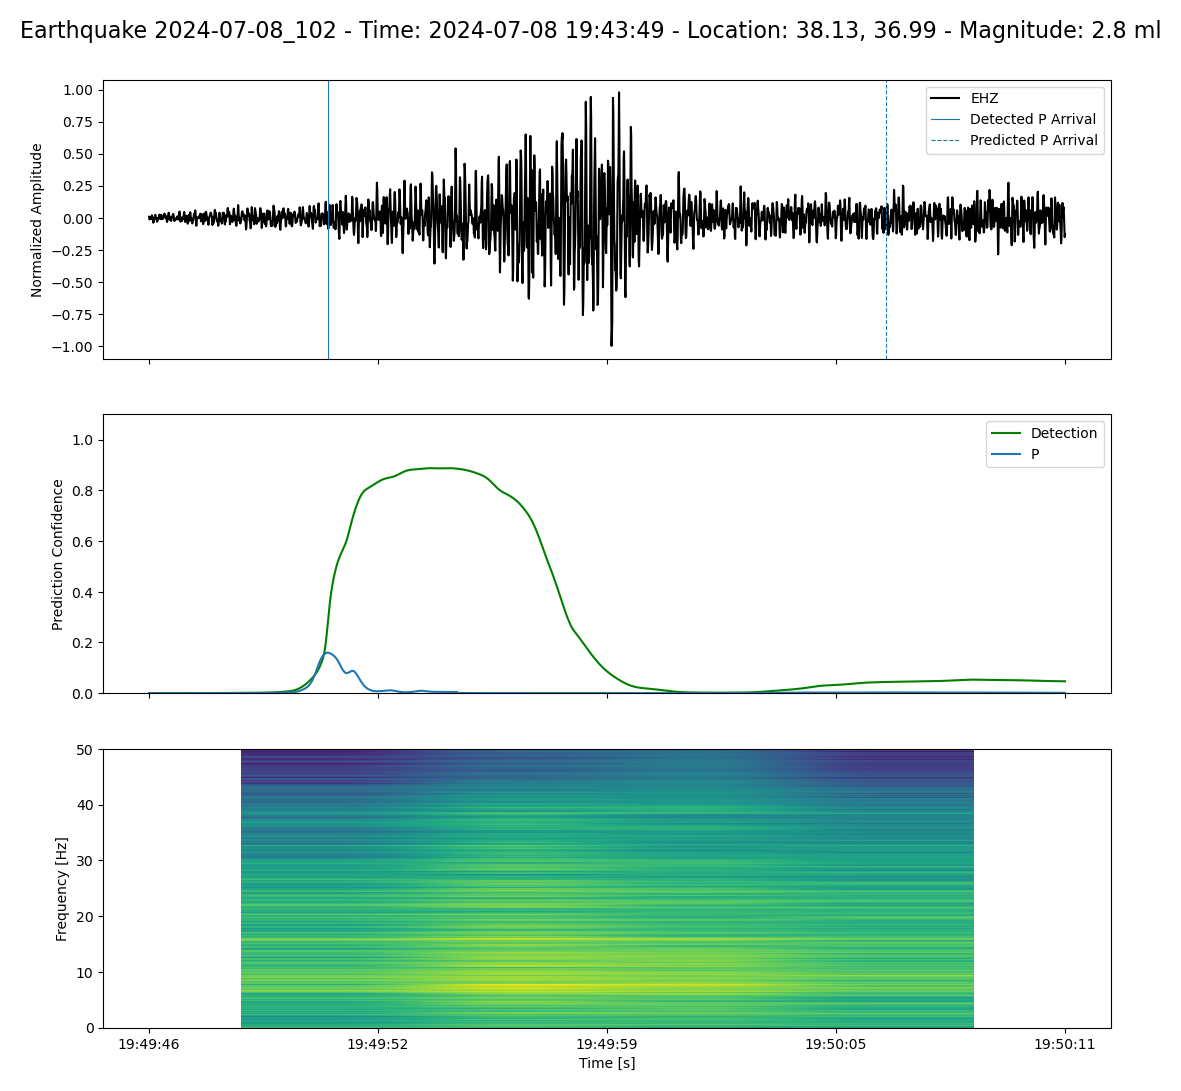 Earthquake 2024-07-08_102 - Time: 2024-07-08 19:43:49 - Location: 38.13, 36.99 - Magnitude: 2.8 ml
Normalized Amplitude
1.00
0.75
0.50
0.25
0.00
−0.25
−0.50
−0.75
−1.00
EHZ
Detected P Arrival
Predicted P Arrival
Prediction Confidence
1.0
0.8
0.6
0.4
0.2
0.0
Detection
P
Frequency [Hz]
50
40
30
20
10
0
19:49:46 19:49:52 19:49:59 19:50:05 19:50:11
Time [s]